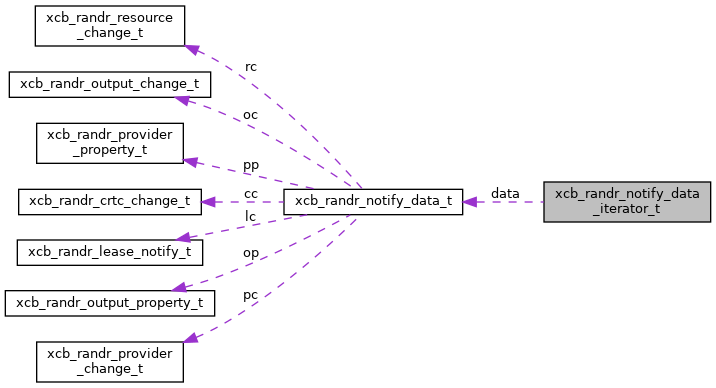 xcb_randr_resource
_change_t
rc
xcb_randr_output_change_t
oc
xcb_randr_provider
_property_t
pp
xcb_randr_crtc_change_t
cc
xcb_randr_notify_data_t
data
xcb_randr_notify_data
_iterator_t
lc
xcb_randr_lease_notify_t
op
xcb_randr_output_property_t
pc
xcb_randr_provider
_change_t